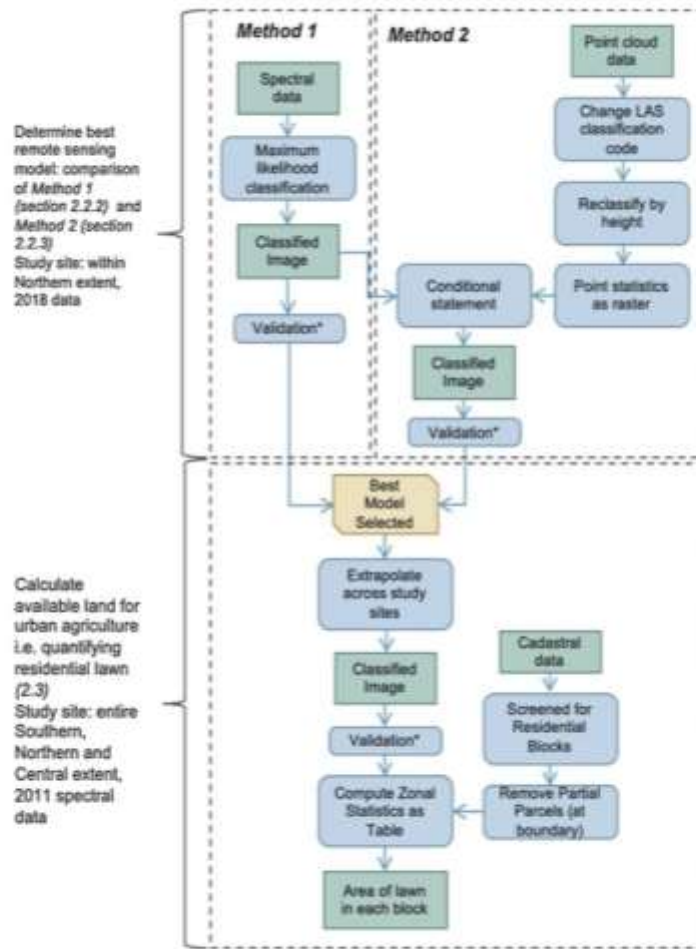 Method 1
Method 2
Spectral
data
Maximum
likelihood
classification
Classified
Image
Validation*
Point cloud
data
Change LAS
classification
code
Reclassify by
height
Point statistics
as raster
Conditional
statement
Classified
Image
Validation*
Determine best
remote sensing
model: comparison
of Method 1
(section 2.2.2) and
Method 2 (section
2.2.3)
Study site: within
Northern extent,
2018 data
Best
Model
Selected
Extrapolate
across study
sites
Classified
Image
Validation*
Compute Zonal
Statistics as
Table
Area of lawn
in each block
Cadastral
data
Screened for
Residential
Blocks
Remove Partial
Parcels (at
boundary)
Calculate
available land for
urban agriculture
i.e. quantifying
residential lawn
(2.3)
Study site: entire
Southern,
Northern and
Central extent,
2011 spectral
data